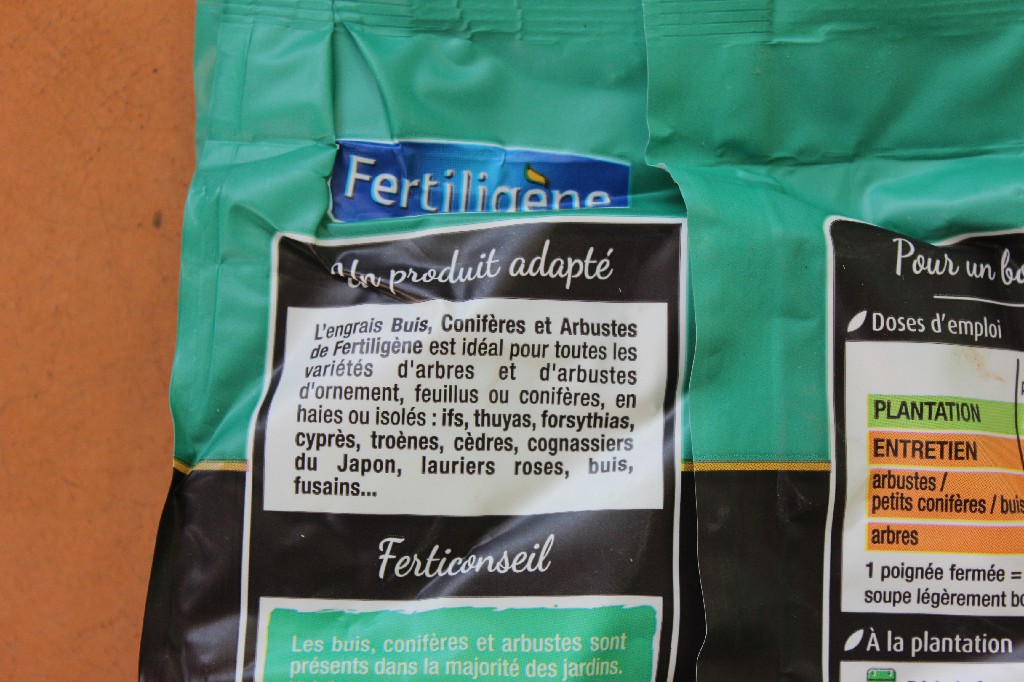 Fertiligène
Un produit adapté
L'engrais Buis, Conifères et Arbustes
de Fertiligène est idéal pour toutes les
variétés d'arbres et d'arbustes
d'ornement, feuillus ou conifères, en
haies ou isolés : ifs, thuyas, forsythias,
cyprès, troènes, cèdres, cognassiers
du Japon, lauriers roses, buis,
fusains...
Ferticonseil
Les buis, conifères et arbustes sont
présents dans la majorité des jardins.
Pour un
Doses d'emploi
PLANTATION
ENTRETIEN
arbustes /
petits conifères / buis
arbres
1 poignée fermée =
soupe légèrement
À la plantation